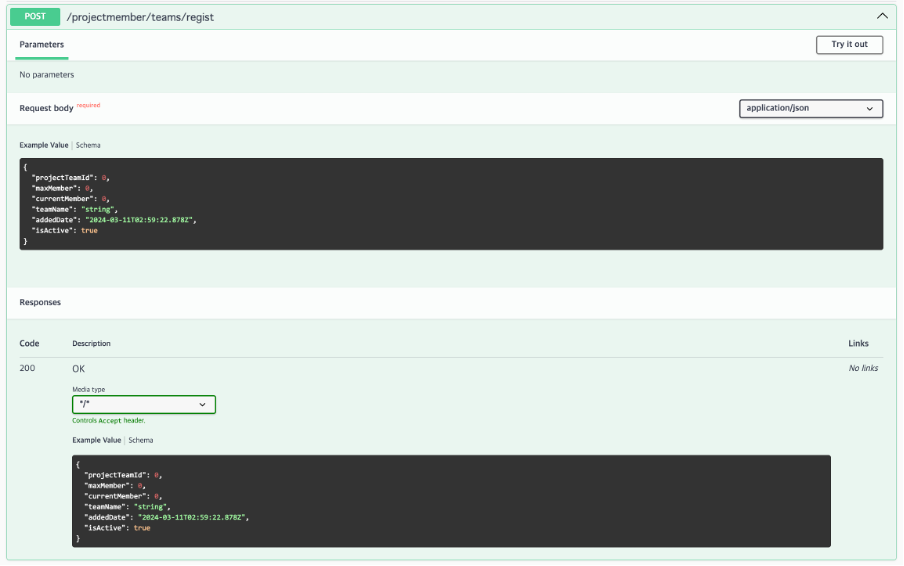 POST /projectmember/teams/regist
Parameters
Try it out
No parameters
Request body required
application/json
Example Value | Schema
{
"projectTeamId": 0,
"maxMember": 0,
"currentMember": 0,
"teamName": "string",
"addedDate": "2024-03-11T02:59:22.878Z",
"isActive": true
}
Responses
Code Description Links
200 OK No links
Media type
*/*
Controls Accept header.
Example Value | Schema
{
"projectTeamId": 0,
"maxMember": 0,
"currentMember": 0,
"teamName": "string",
"addedDate": "2024-03-11T02:59:22.878Z",
"isActive": true
}